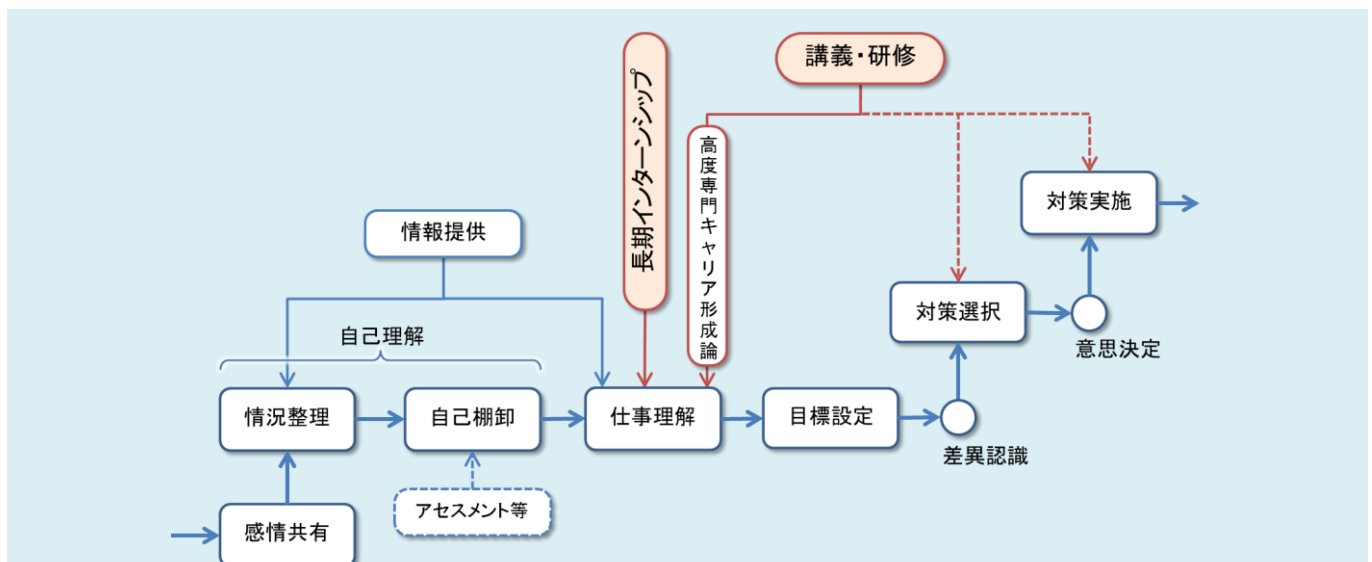 講義・研修
長期インターンシップ
高度専門キャリア形成論
対策実施
情報提供
対策選択
自己理解
意思決定
情況整理
自己棚卸
仕事理解
目標設定
差異認識
アセスメント等
感情共有